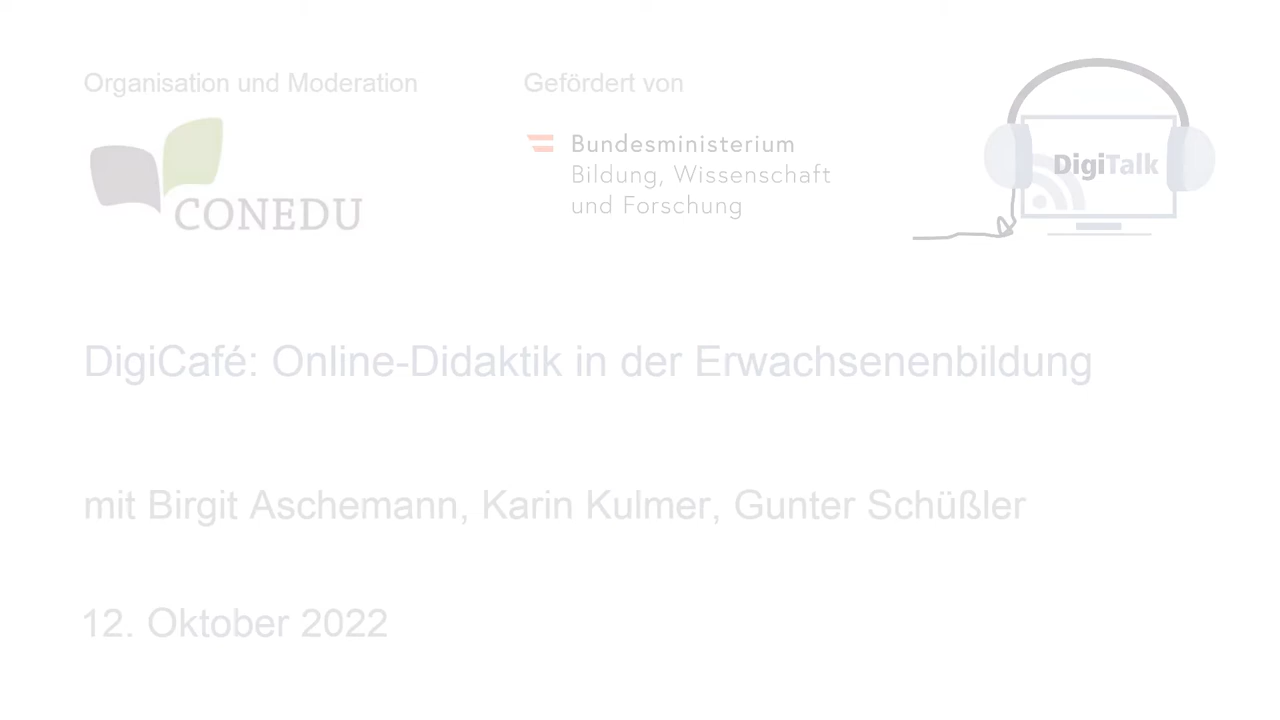 Organisation und Moderation
CONEDU
Gefördert von
Bundesministerium
Bildung, Wissenschaft
und Forschung
DigiTalk
DigiCafé: Online-Didaktik in der Erwachsenenbildung
mit Birgit Aschemann, Karin Kulmer, Gunter Schüßler
12. Oktober 2022